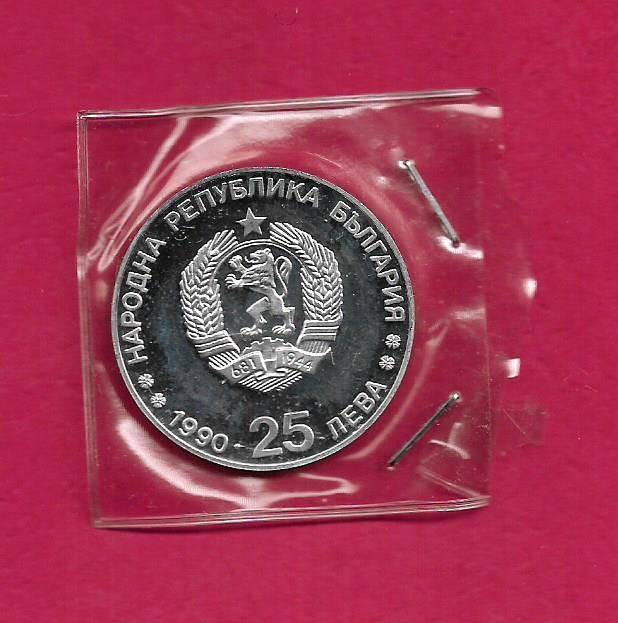 НАРОДНА РЕПУБЛИКА БЪЛГАРИЯ
681 1944
1990 25 ЛЕВА